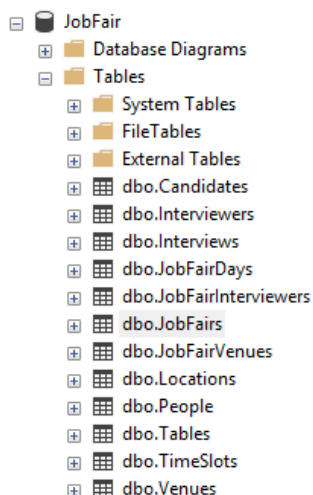 JobFair
Database Diagrams
Tables
System Tables
FileTables
External Tables
dbo.Candidates
dbo.Interviewers
dbo.Interviews
dbo.JobFairDays
dbo.JobFairInterviewers
dbo.JobFairs
dbo.JobFairVenues
dbo.Locations
dbo.People
dbo.Tables
dbo.TimeSlots
dbo.Venues